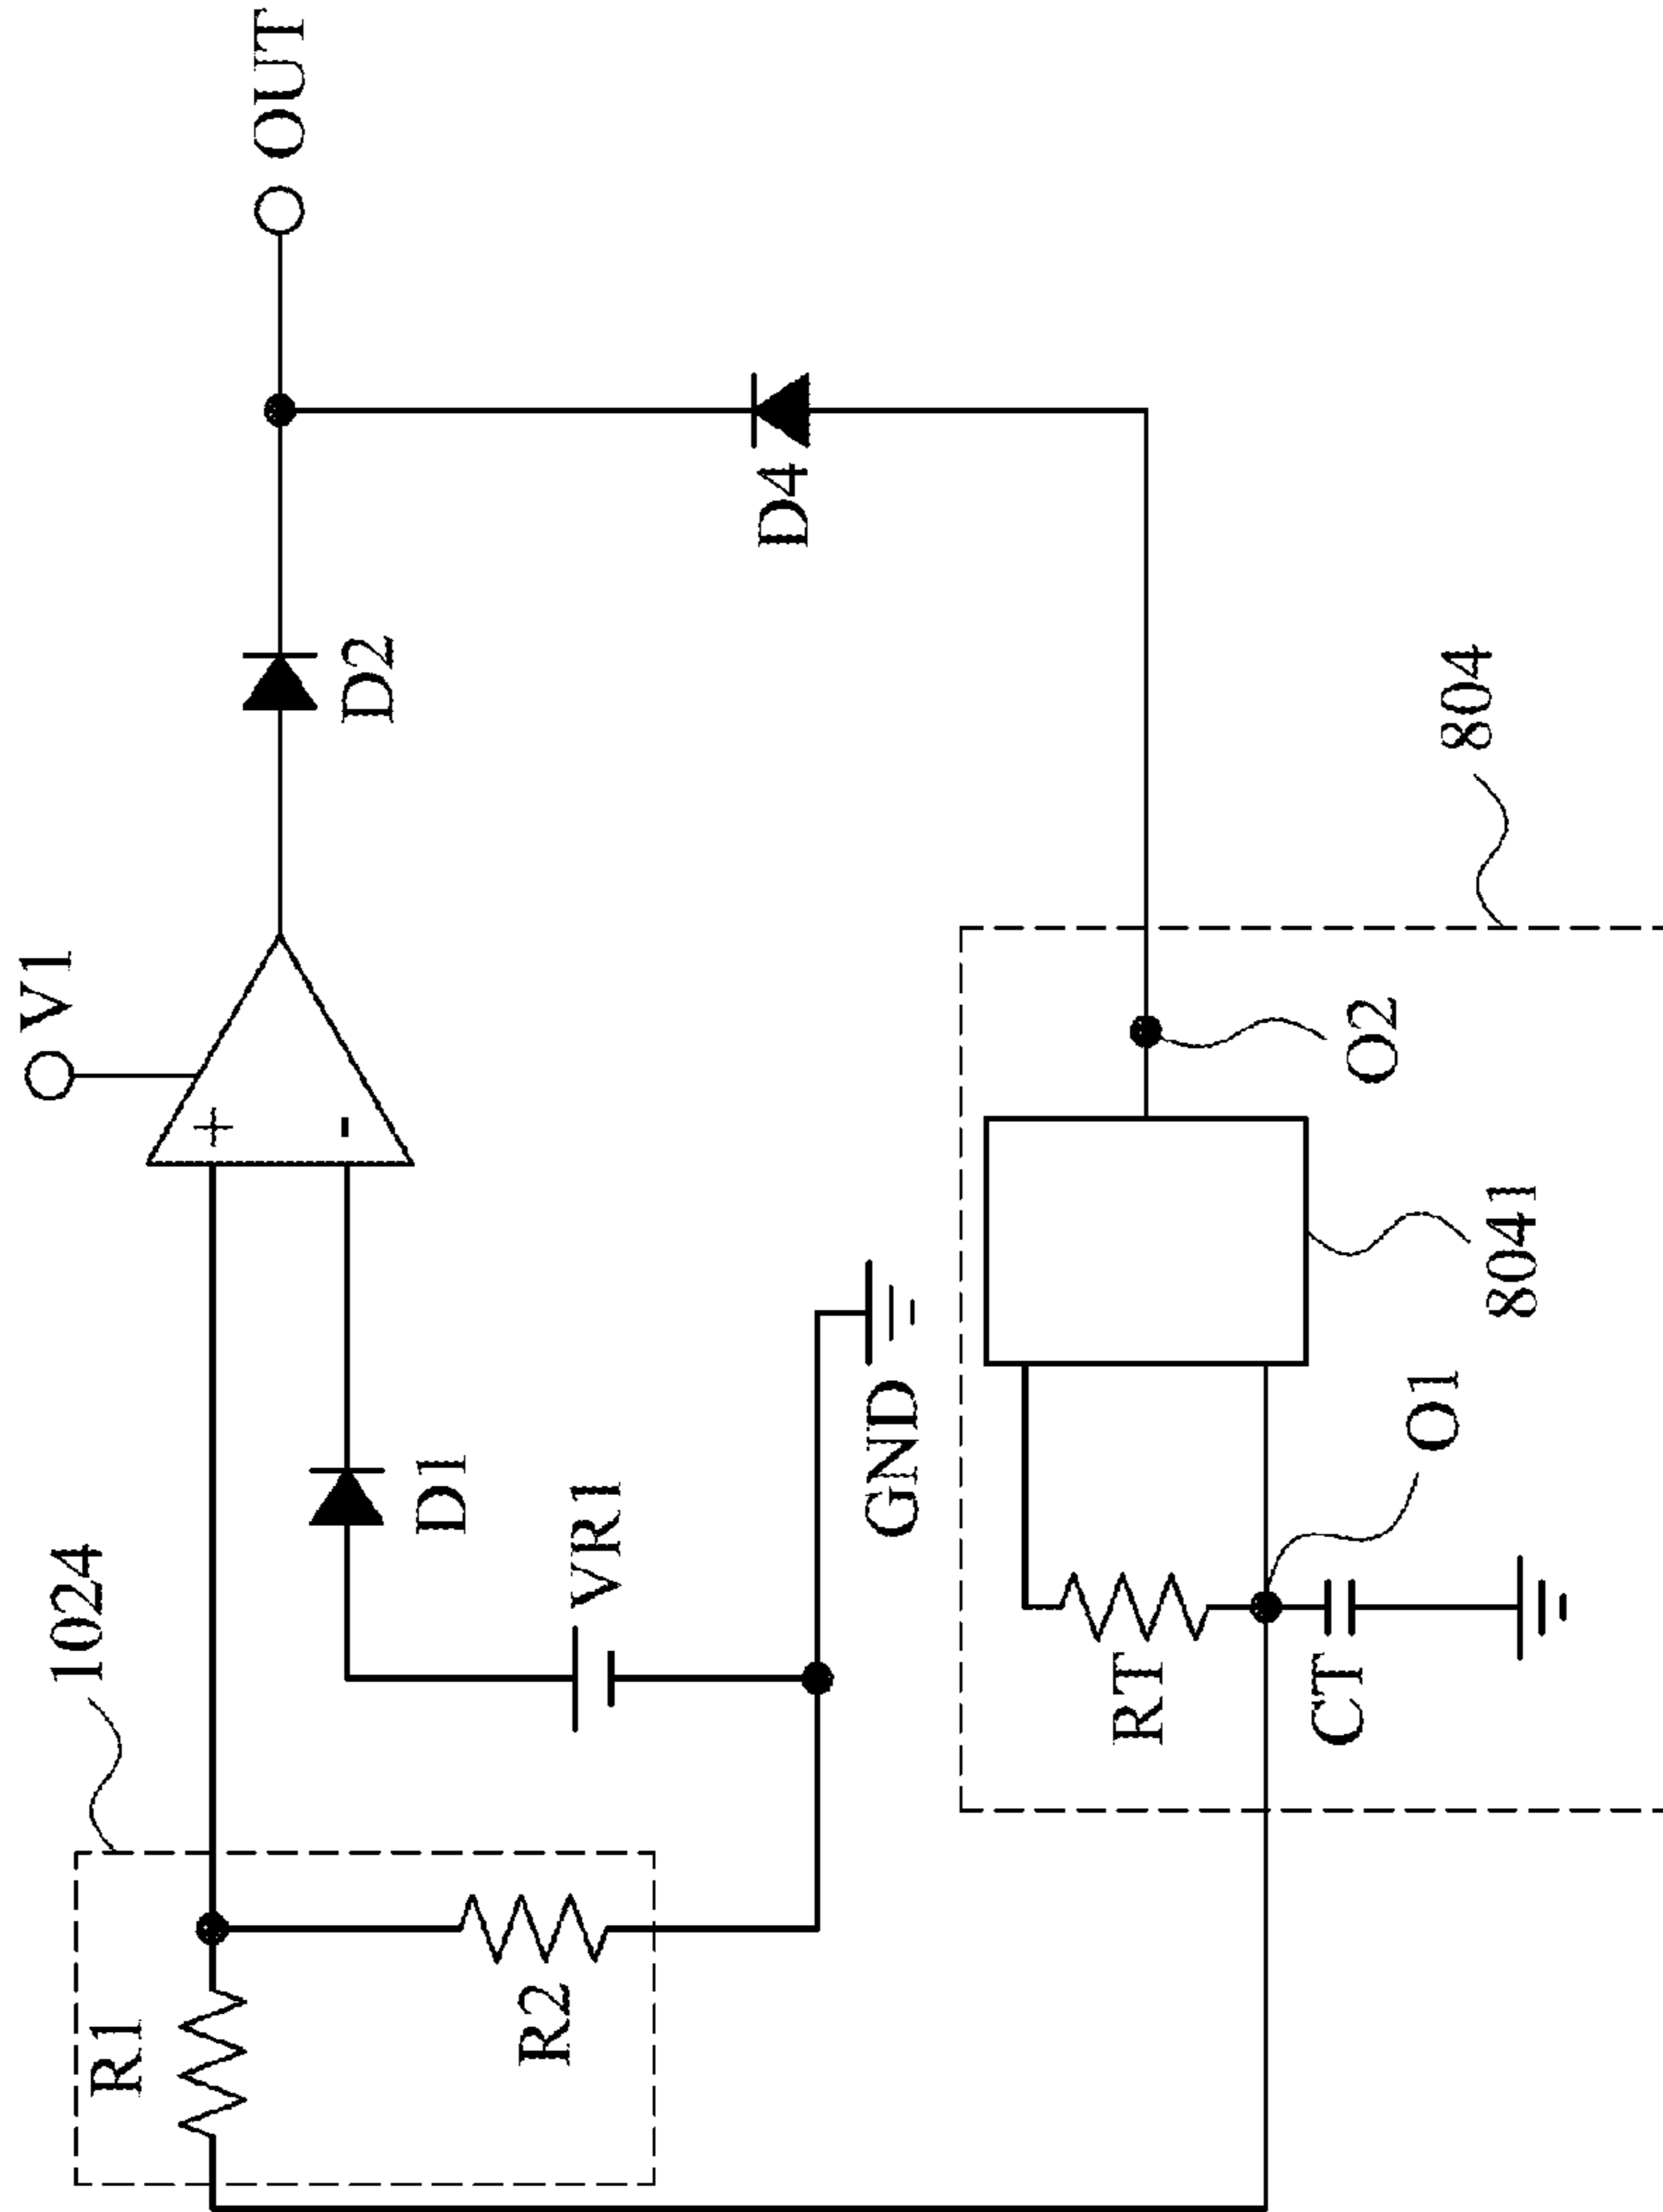 OUT
V1
D2
D4
1024
R1
R2
D1
VR1
GND
+
-
804
O2
8041
O1
RT
CT